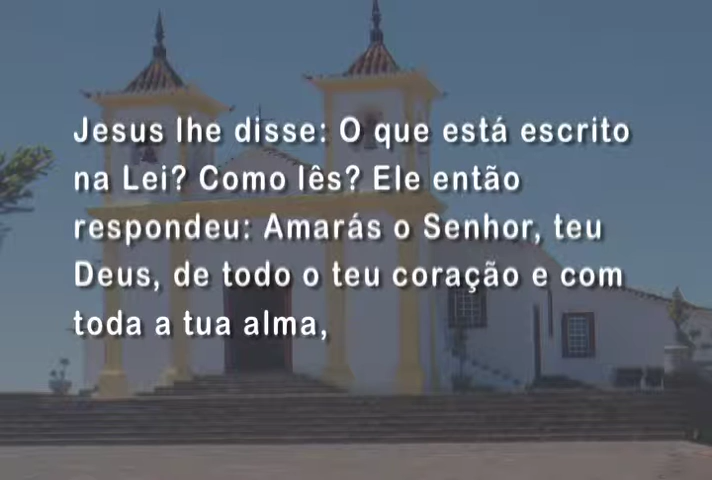 Jesus lhe disse: O que está escrito
na Lei? Como lês? Ele então
respondeu: Amarás o Senhor, teu
Deus, de todo o teu coração e com
toda a tua alma,